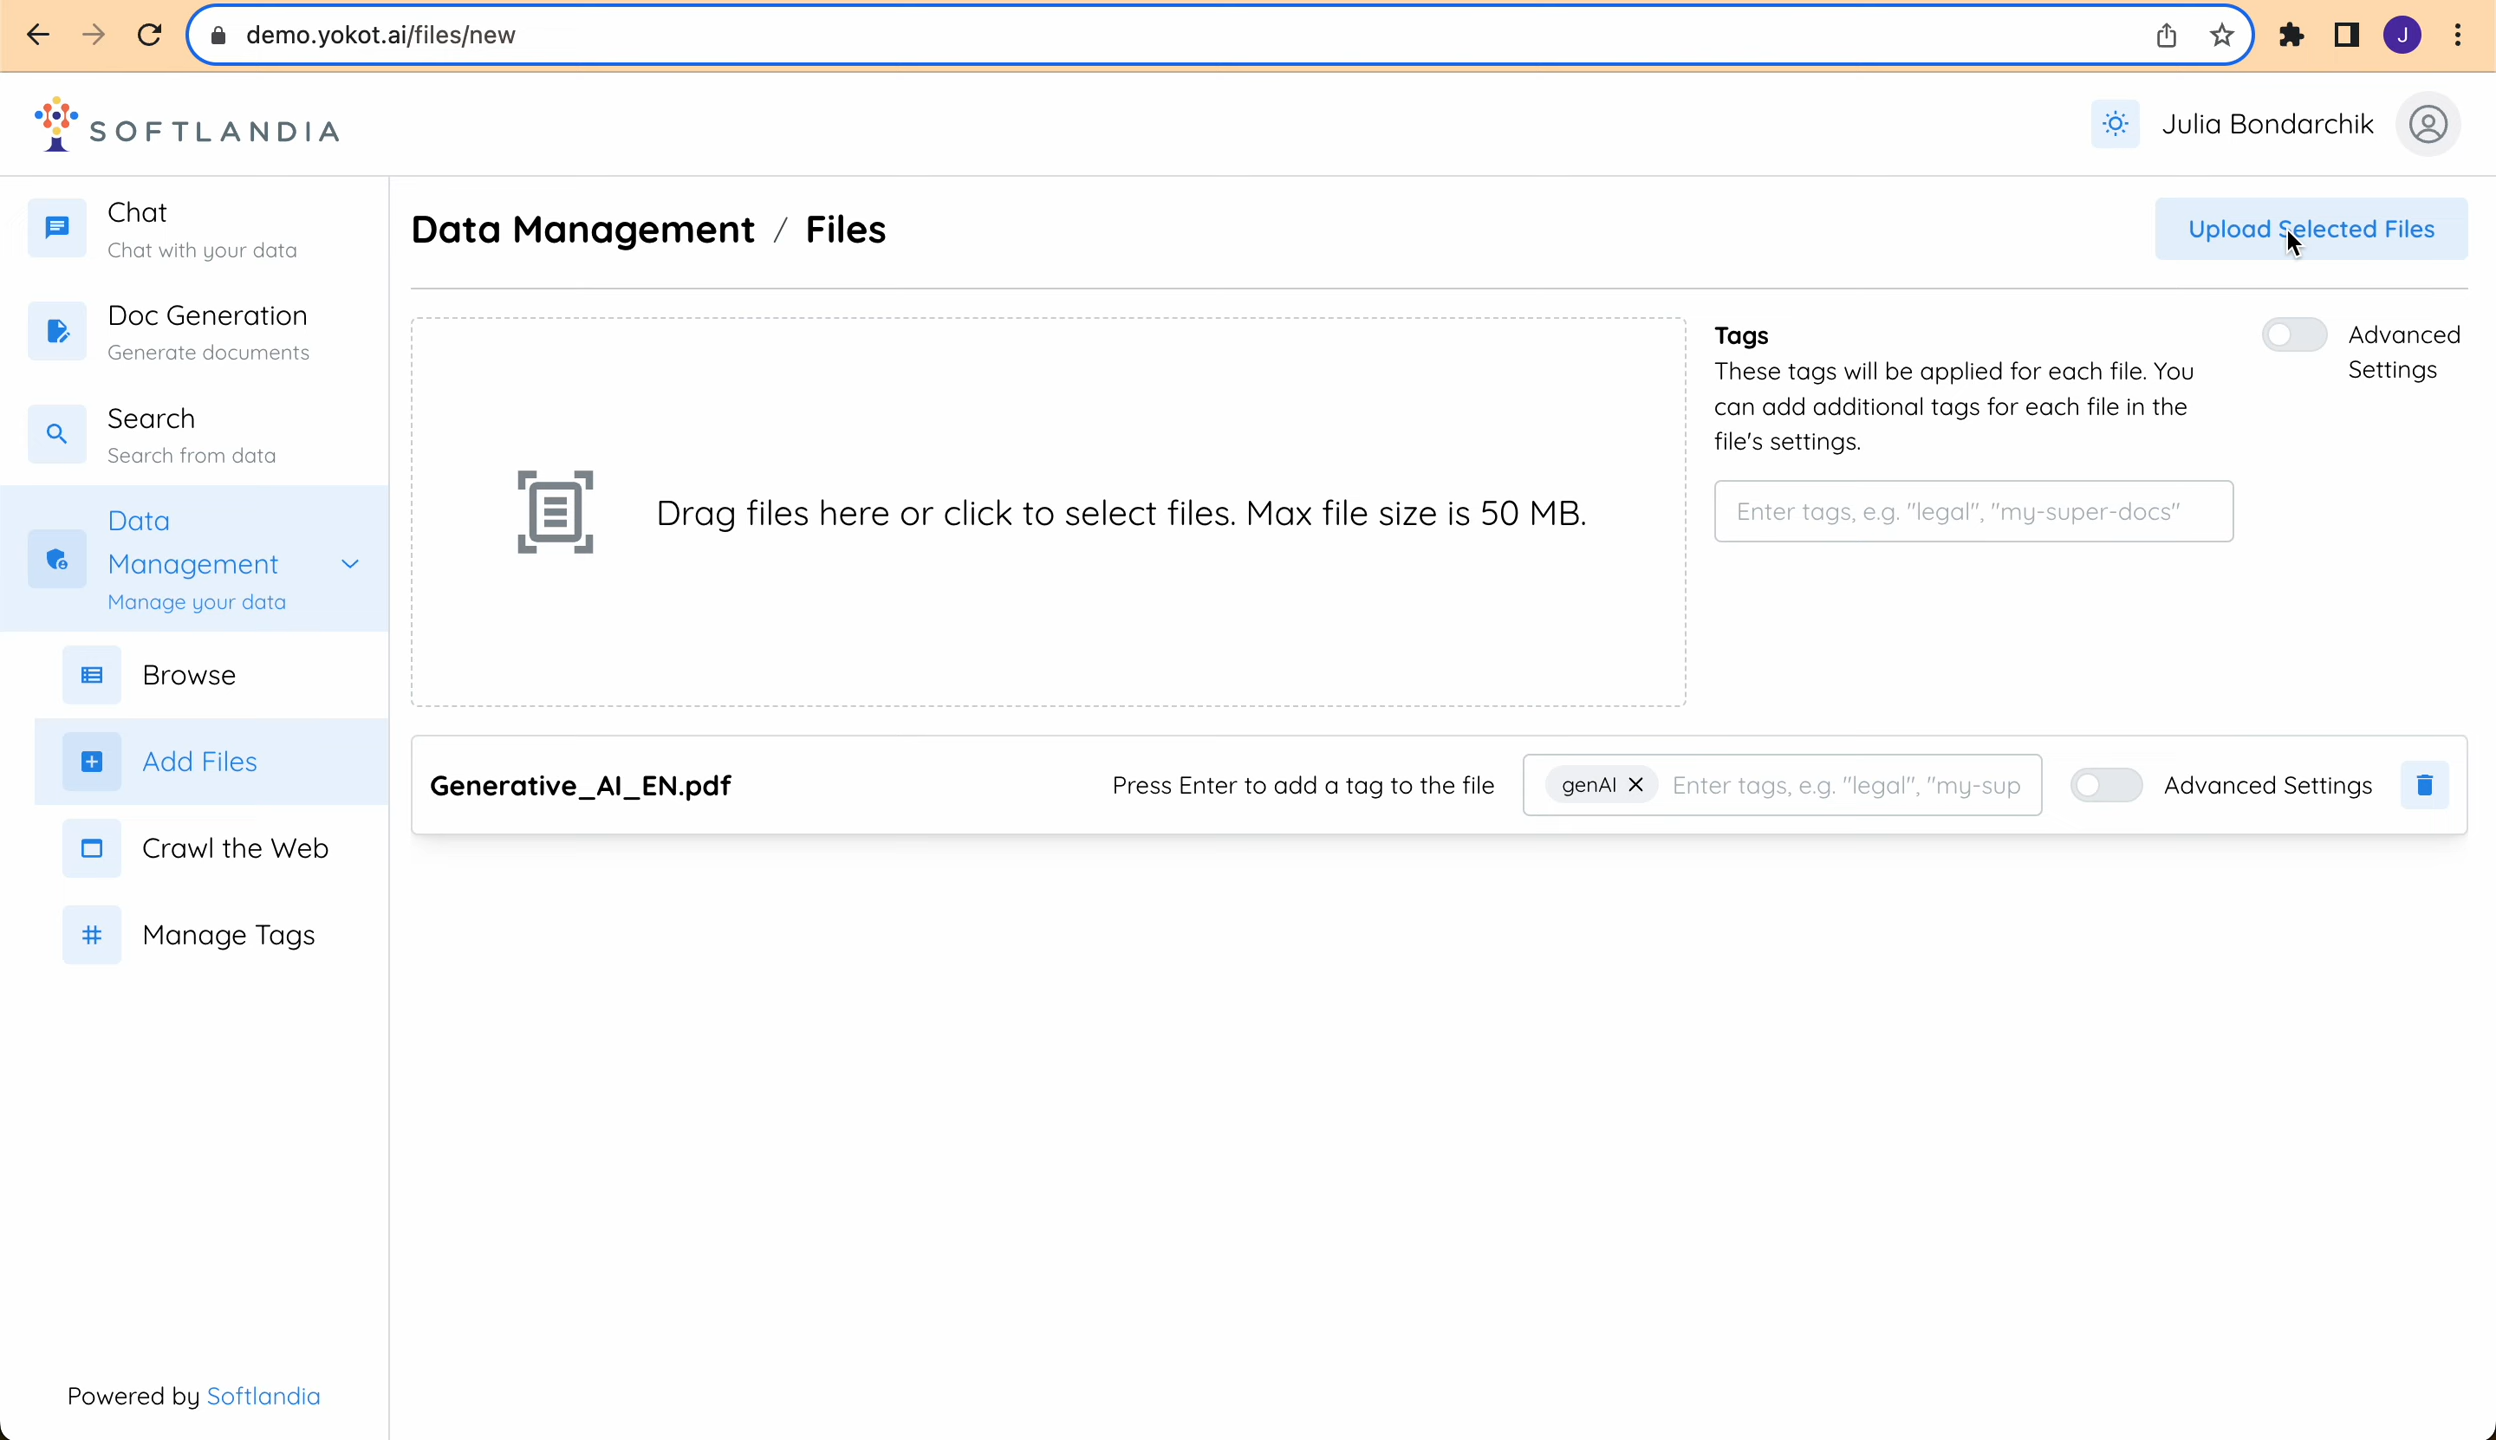 demo.yokot.ai/files/new
J
SOFTLANDIA
Julia Bondarchik
Chat
Chat with your data
Doc Generation
Generate documents
Search
Search from data
Data
Management
Manage your data
Browse
Add Files
Crawl the Web
Manage Tags
Powered by Softlandia
Data Management / Files
Upload Selected Files
Drag files here or click to select files. Max file size is 50 MB.
Tags
These tags will be applied for each file. You
can add additional tags for each file in the
file's settings.
Enter tags, e.g. "legal", "my-super-docs"
Advanced
Settings
Generative_AI_EN.pdf
Press Enter to add a tag to the file
genAI
Enter tags, e.g. "legal", "my-sup
Advanced Settings